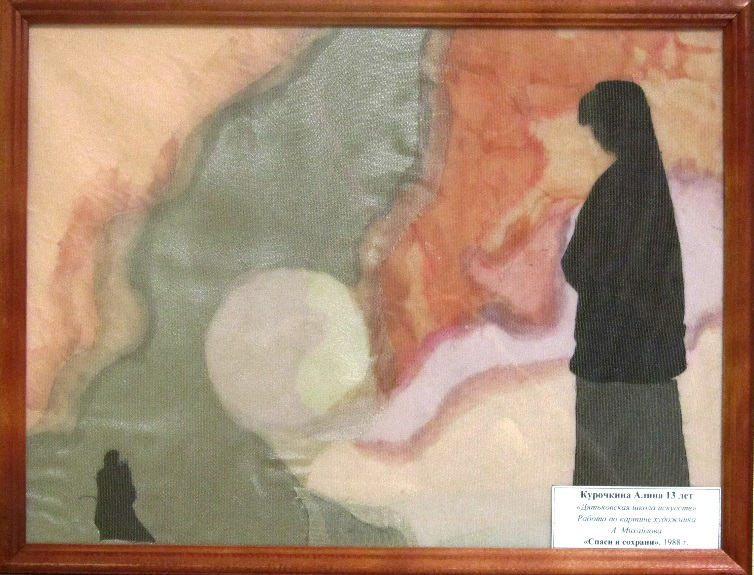 Курочкина Алина 13 лет
«Дятьковская школа искусств»
Работа по картине художника
А. Михайлова
«Спаси и сохрани». 1988 г.